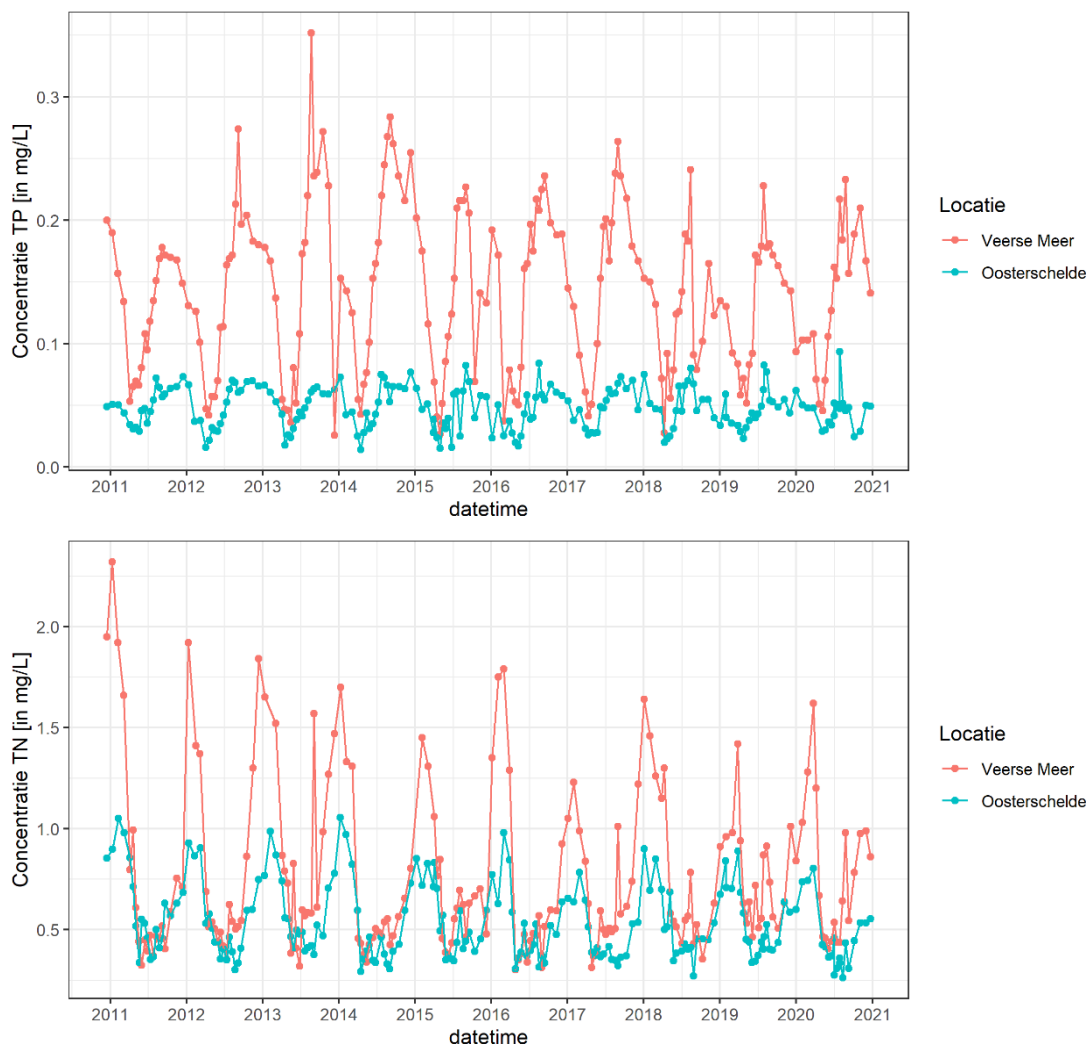 Concentratie TP [in mg/L]
0.3
0.2
0.1
0.0
2011 2012 2013 2014 2015 2016 2017 2018 2019 2020 2021
datetime
Locatie
Veerse Meer
Oosterschelde
Concentratie TN [in mg/L]
2.0
1.5
1.0
0.5
2011 2012 2013 2014 2015 2016 2017 2018 2019 2020 2021
datetime
Locatie
Veerse Meer
Oosterschelde